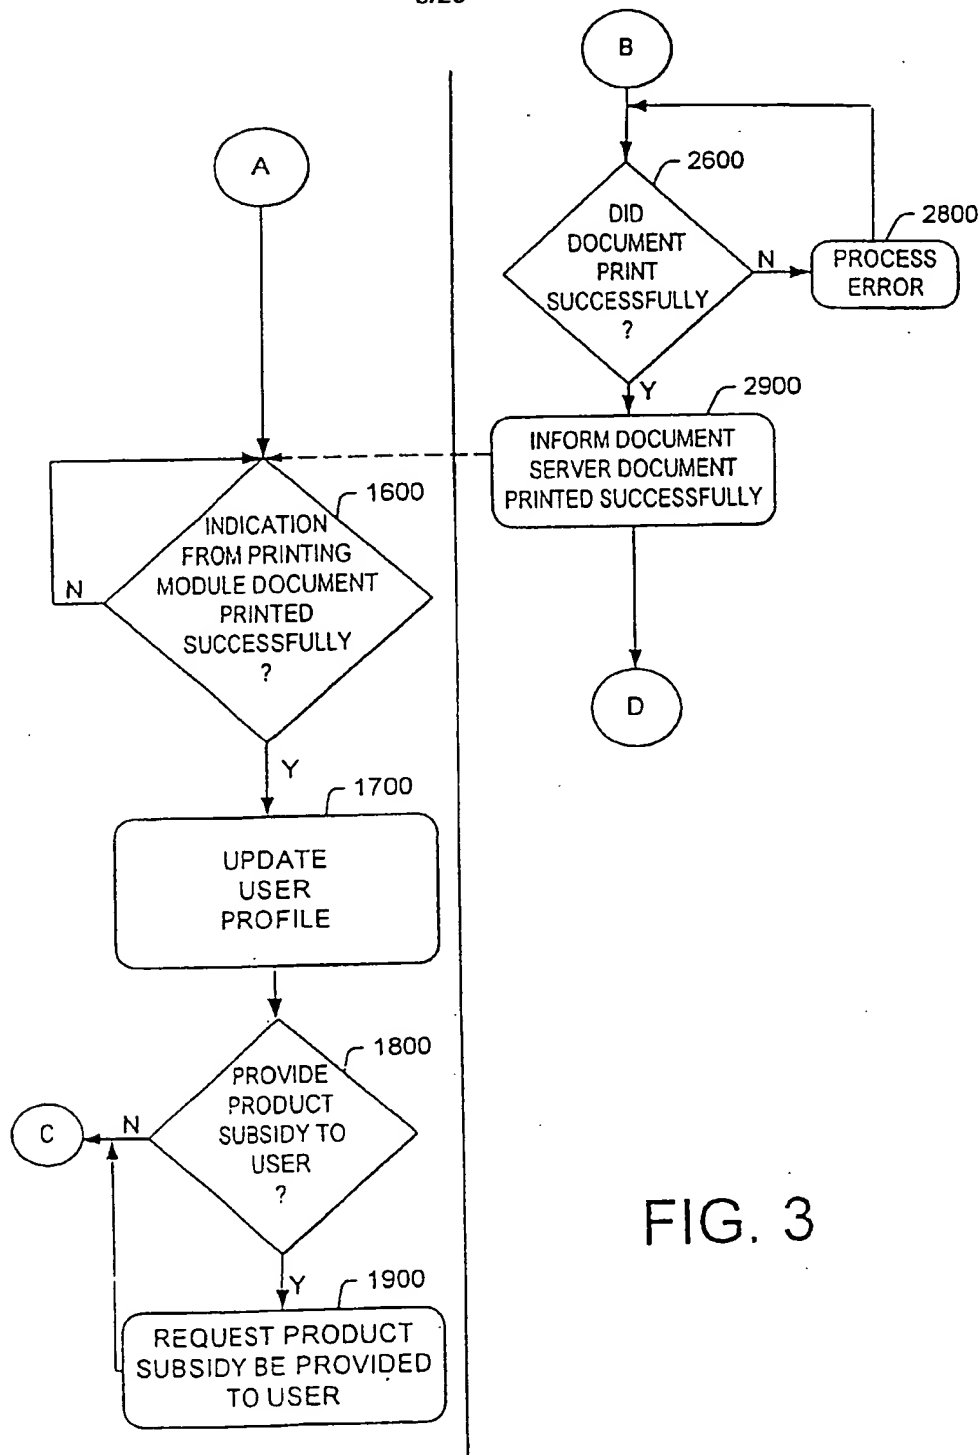 A
1600
INDICATION
FROM PRINTING
MODULE DOCUMENT
PRINTED
SUCCESSFULLY
?
N
Y
1700
UPDATE
USER
PROFILE
1800
PROVIDE
PRODUCT
SUBSIDY TO
USER
?
N
C
Y
1900
REQUEST PRODUCT
SUBSIDY BE PROVIDED
TO USER
B
2600
DID
DOCUMENT
PRINT
SUCCESSFULLY
?
N
2800
PROCESS
ERROR
Y
2900
INFORM DOCUMENT
SERVER DOCUMENT
PRINTED SUCCESSFULLY
D
FIG. 3